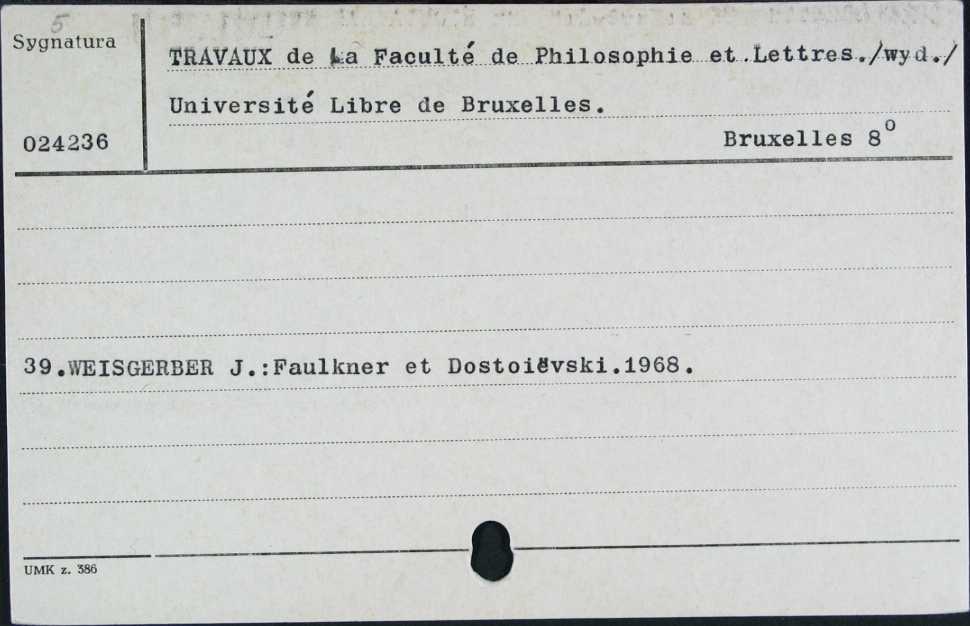 5
Sygnatura
TRAVAUX de la Faculté de Philosophie et Lettres./wyd./
Université Libre de Bruxelles.
024236
Bruxelles 8°
39.WEISGERBER J.:Faulkner et Dostoiëvski.1968.
UMK z. 386